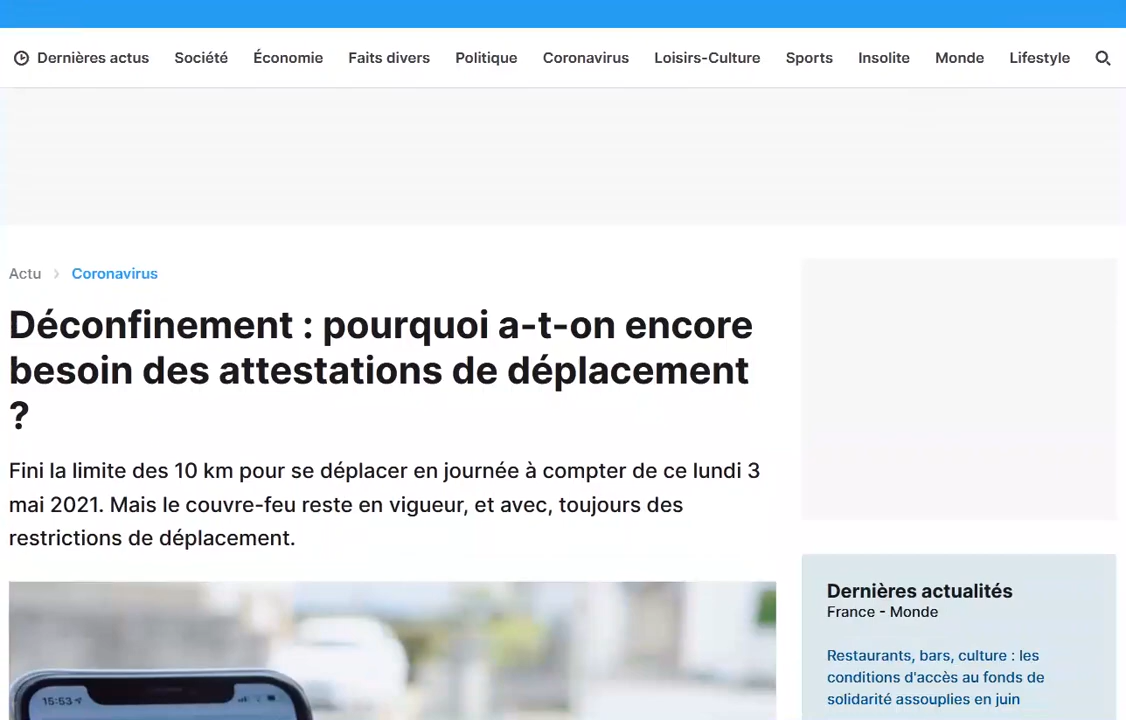 Dernières actus Société Économie Faits divers Politique Coronavirus Loisirs-Culture Sports Insolite Monde Lifestyle
Actu > Coronavirus
Déconfinement : pourquoi a-t-on encore
besoin des attestations de déplacement
?
Fini la limite des 10 km pour se déplacer en journée à compter de ce lundi 3
mai 2021. Mais le couvre-feu reste en vigueur, et avec, toujours des
restrictions de déplacement.
15:53
Dernières actualités
France - Monde
Restaurants, bars, culture : les
conditions d'accès au fonds de
solidarité assouplies en juin